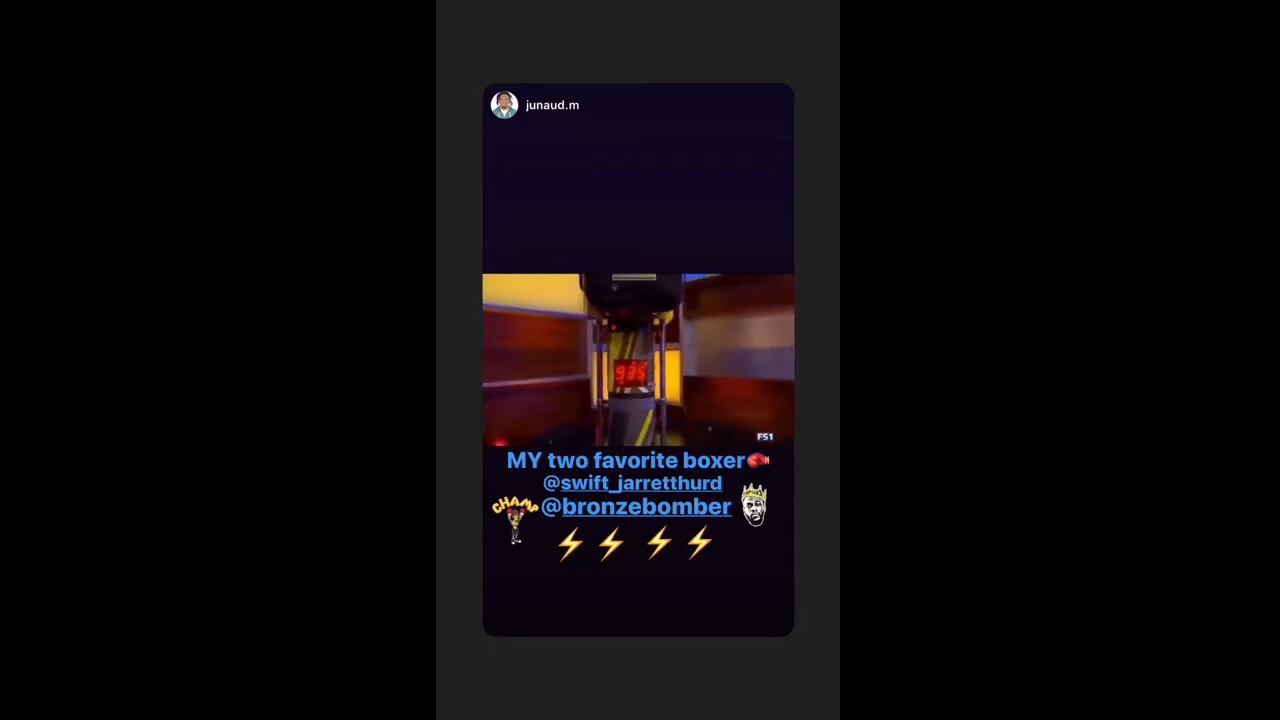 junaud.m
935
FS1
MY two favorite boxer
@swift_jarretthurd
CHAMP
@bronzebomber